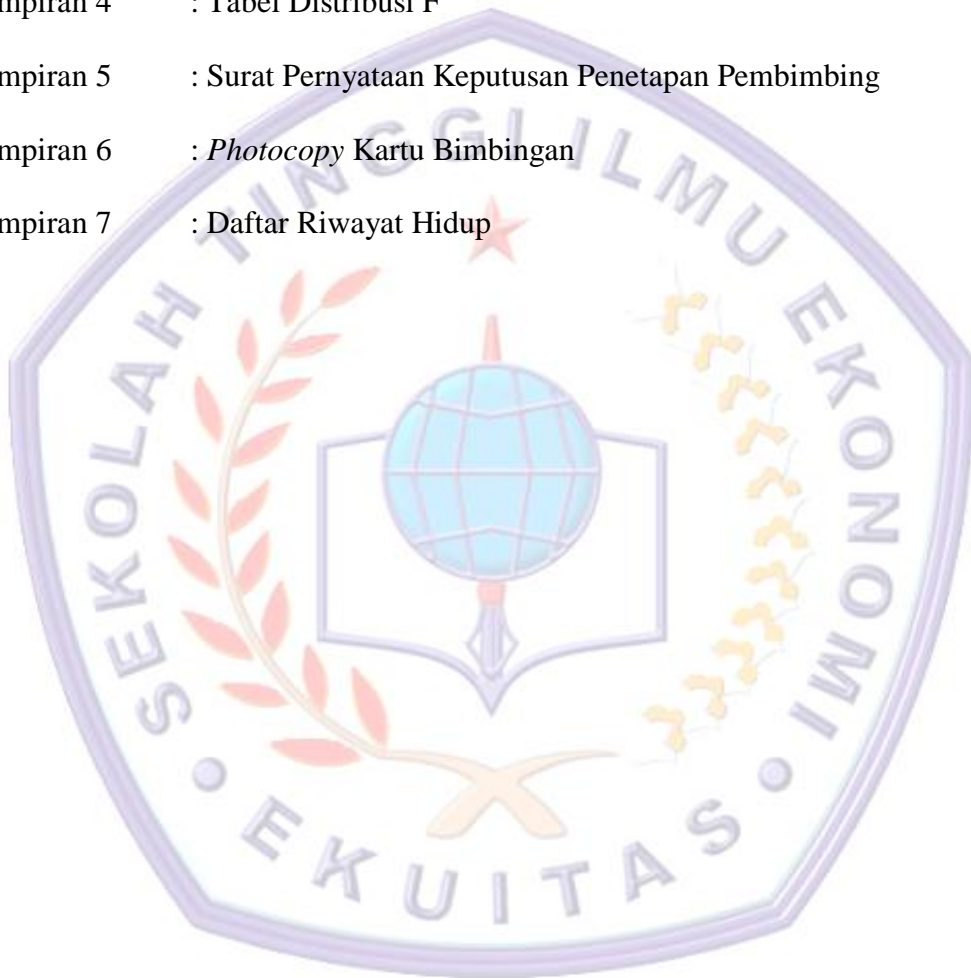 mpiran 4 : Tabel Distribusi F
mpiran 5 : Surat Pernyataan Keputusan Penetapan Pembimbing
mpiran 6 : Photocopy Kartu Bimbingan
mpiran 7 : Daftar Riwayat Hidup
SEKOLAH TINGGI ILMU EKONOMI
EKUITAS